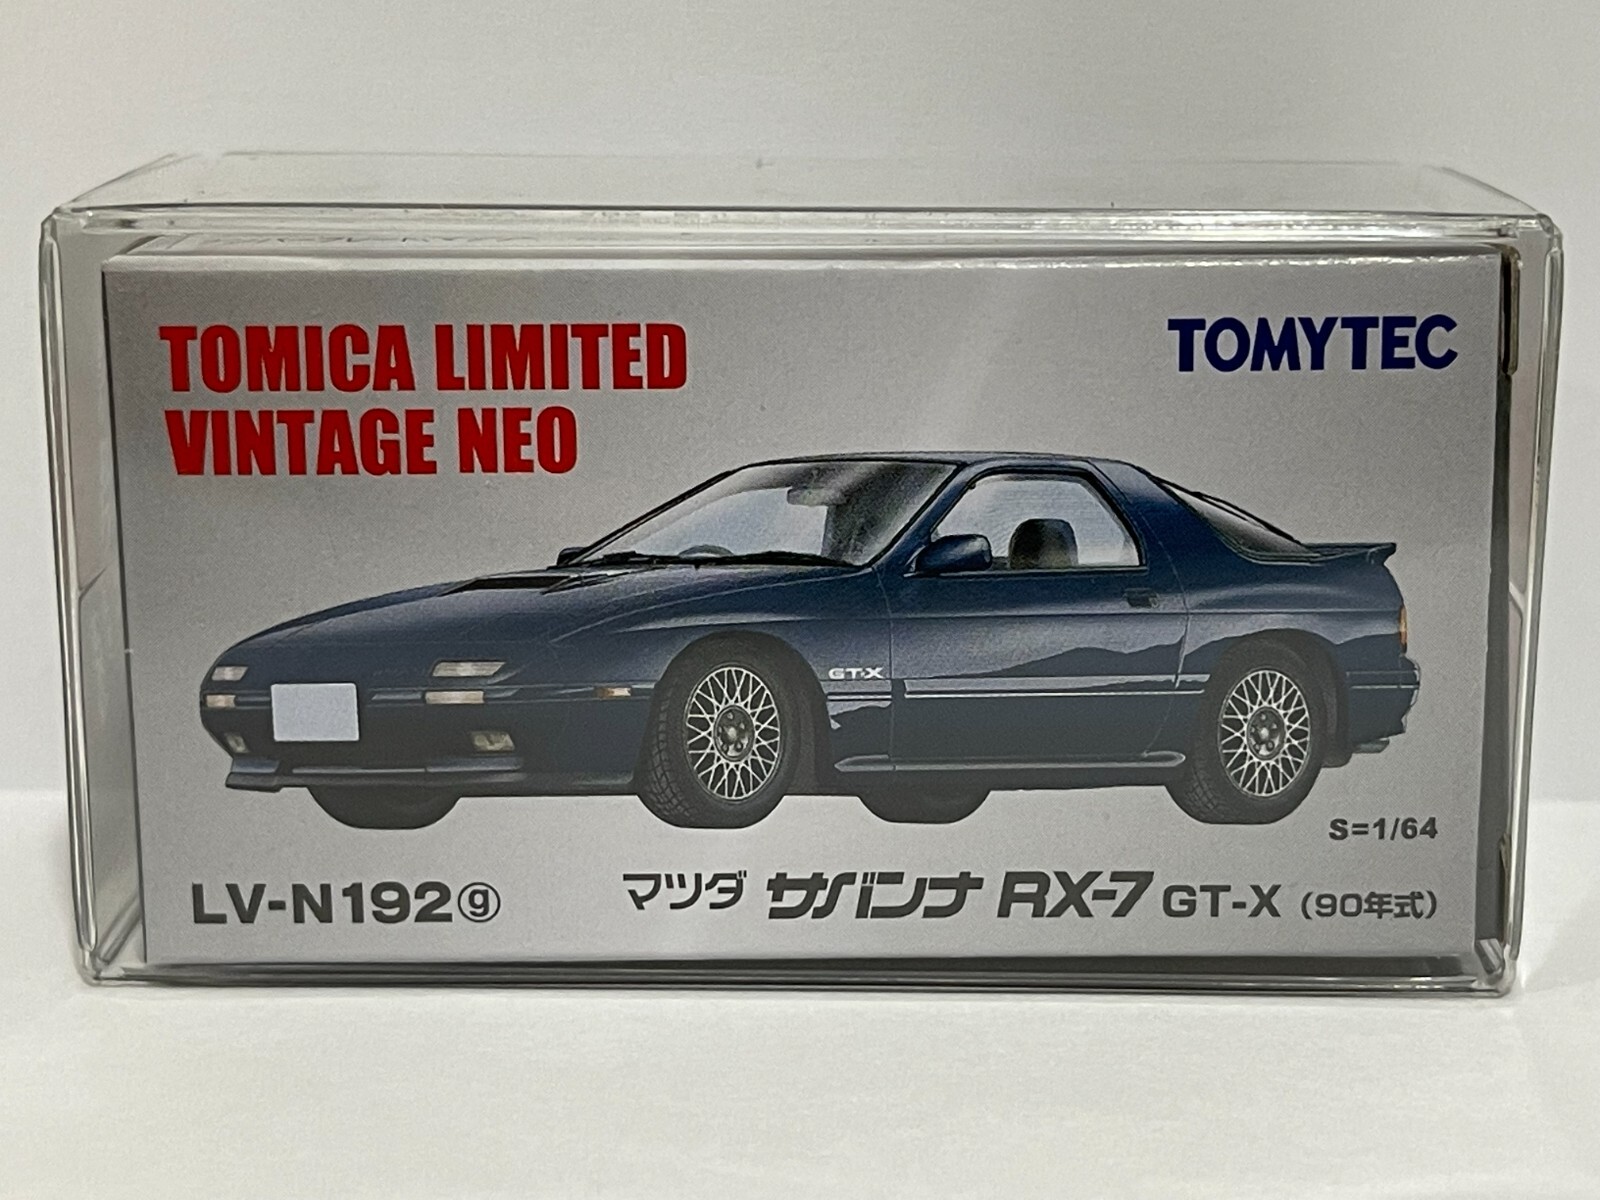 TOMICA LIMITED
VINTAGE NEO
TOMYTEC
GT-X
S=1/64
LV-N192ⓖ
マツダ サバンナ RX-7 GT-X (90年式)